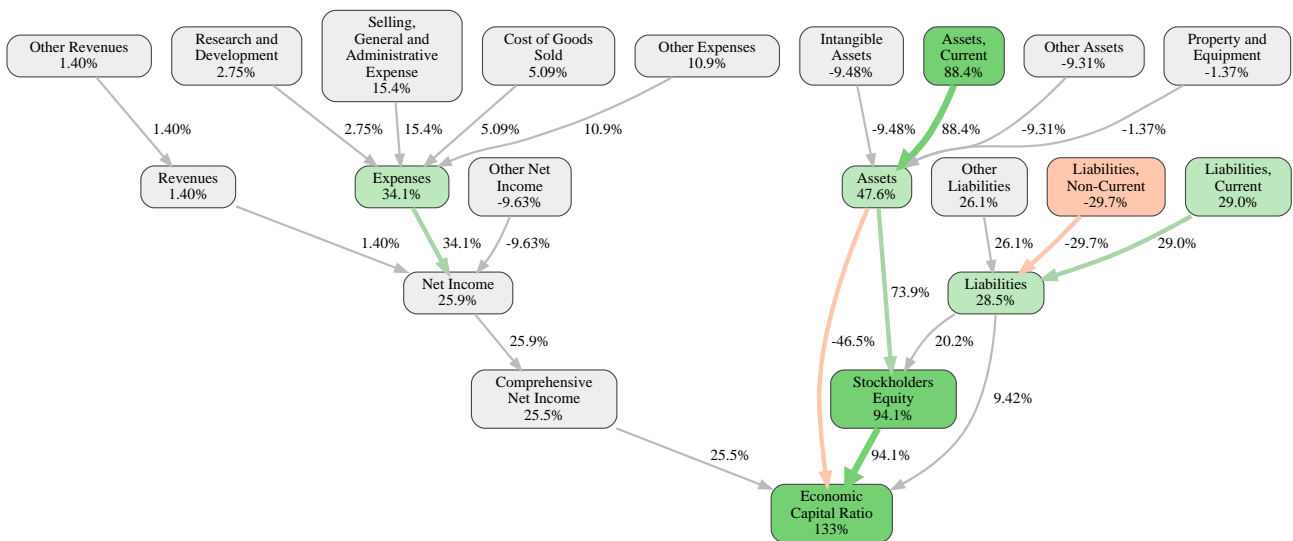 Other Revenues
1.40%
Research and
Development
2.75%
Selling,
General and
Administrative
Expense
15.4%
Cost of Goods
Sold
5.09%
Other Expenses
10.9%
Intangible
Assets
-9.48%
Assets,
Current
88.4%
Other Assets
-9.31%
Property and
Equipment
-1.37%
1.40%
2.75%
15.4%
5.09%
10.9%
-9.48%
88.4%
-9.31%
-1.37%
Revenues
1.40%
Expenses
34.1%
Other Net
Income
-9.63%
Assets
47.6%
Other
Liabilities
26.1%
Liabilities,
Non-Current
-29.7%
Liabilities,
Current
29.0%
1.40%
34.1%
-9.63%
26.1%
-29.7%
29.0%
Net Income
25.9%
73.9%
Liabilities
28.5%
25.9%
-46.5%
20.2%
Comprehensive
Net Income
25.5%
Stockholders
Equity
94.1%
9.42%
25.5%
94.1%
Economic
Capital Ratio
133%